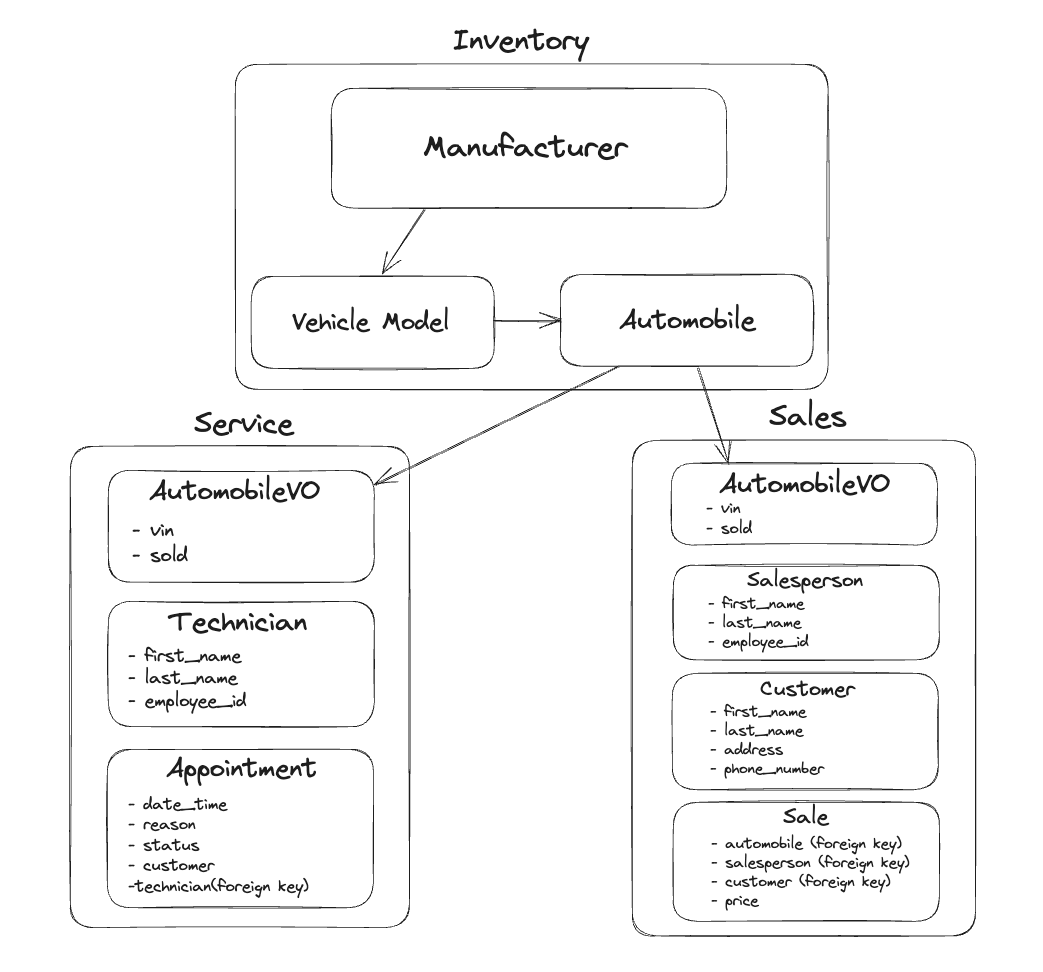 Inventory
Manufacturer
Vehicle Model
Automobile
Service
AutomobileVO
- vin
- sold
Technician
- first_name
- last_name
- employee_id
Appointment
- date_time
- reason
- status
- customer
-technician(foreign key)
Sales
AutomobileVO
- vin
- sold
Salesperson
- first_name
- last_name
- employee_id
Customer
- first_name
- last_name
- address
- phone_number
Sale
- automobile (foreign key)
- salesperson (foreign key)
- customer (foreign key)
- price